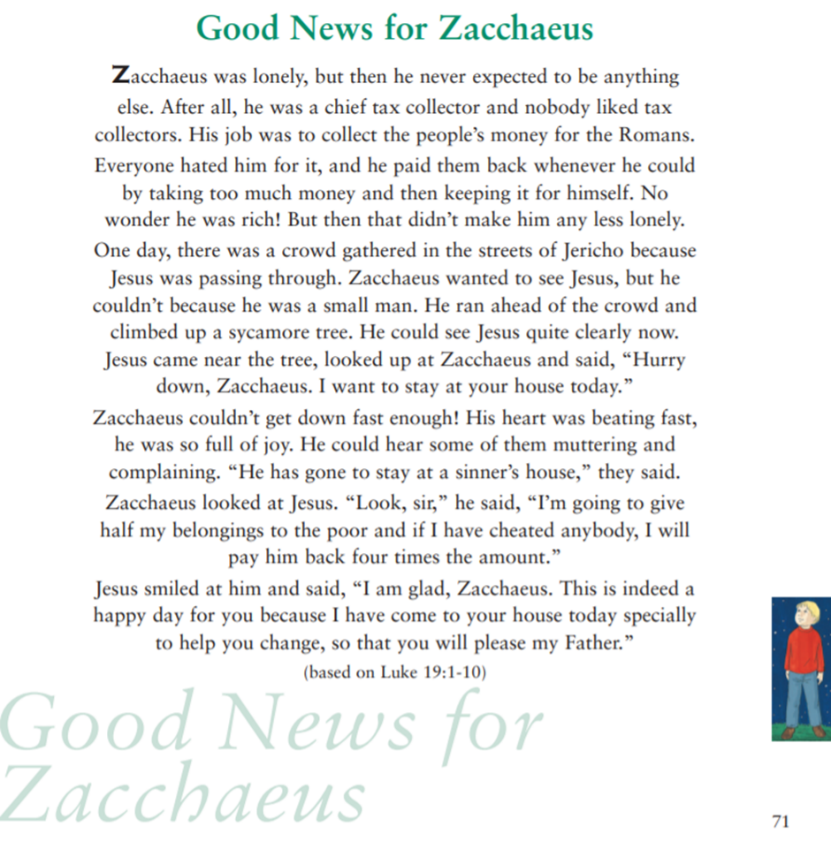 Good News for Zacchaeus
Zacchaeus was lonely, but then he never expected to be anything
else. After all, he was a chief tax collector and nobody liked tax
collectors. His job was to collect the people’s money for the Romans.
Everyone hated him for it, and he paid them back whenever he could
by taking too much money and then keeping it for himself. No
wonder he was rich! But then that didn’t make him any less lonely.
One day, there was a crowd gathered in the streets of Jericho because
Jesus was passing through. Zacchaeus wanted to see Jesus, but he
couldn’t because he was a small man. He ran ahead of the crowd and
climbed up a sycamore tree. He could see Jesus quite clearly now.
Jesus came near the tree, looked up at Zacchaeus and said, “Hurry
down, Zacchaeus. I want to stay at your house today.”
Zacchaeus couldn’t get down fast enough! His heart was beating fast,
he was so full of joy. He could hear some of them muttering and
complaining. “He has gone to stay at a sinner’s house,” they said.
Zacchaeus looked at Jesus. “Look, sir,” he said, “I’m going to give
half my belongings to the poor and if I have cheated anybody, I will
pay him back four times the amount.”
Jesus smiled at him and said, “I am glad, Zacchaeus. This is indeed a
happy day for you because I have come to your house today specially
to help you change, so that you will please my Father.”
(based on Luke 19:1-10)
Good News for
Zacchaeus
71